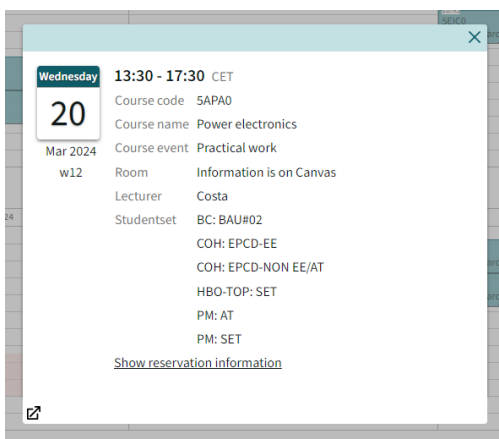 5EIC0
Wednesday
20
Mar 2024
w12
13:30 - 17:30 CET
Course code 5APA0
Course name Power electronics
Course event Practical work
Room Information is on Canvas
Lecturer Costa
Studentset BC: BAU#02
COH: EPCD-EE
COH: EPCD-NON EE/AT
HBO-TOP: SET
PM: AT
PM: SET
Show reservation information
24